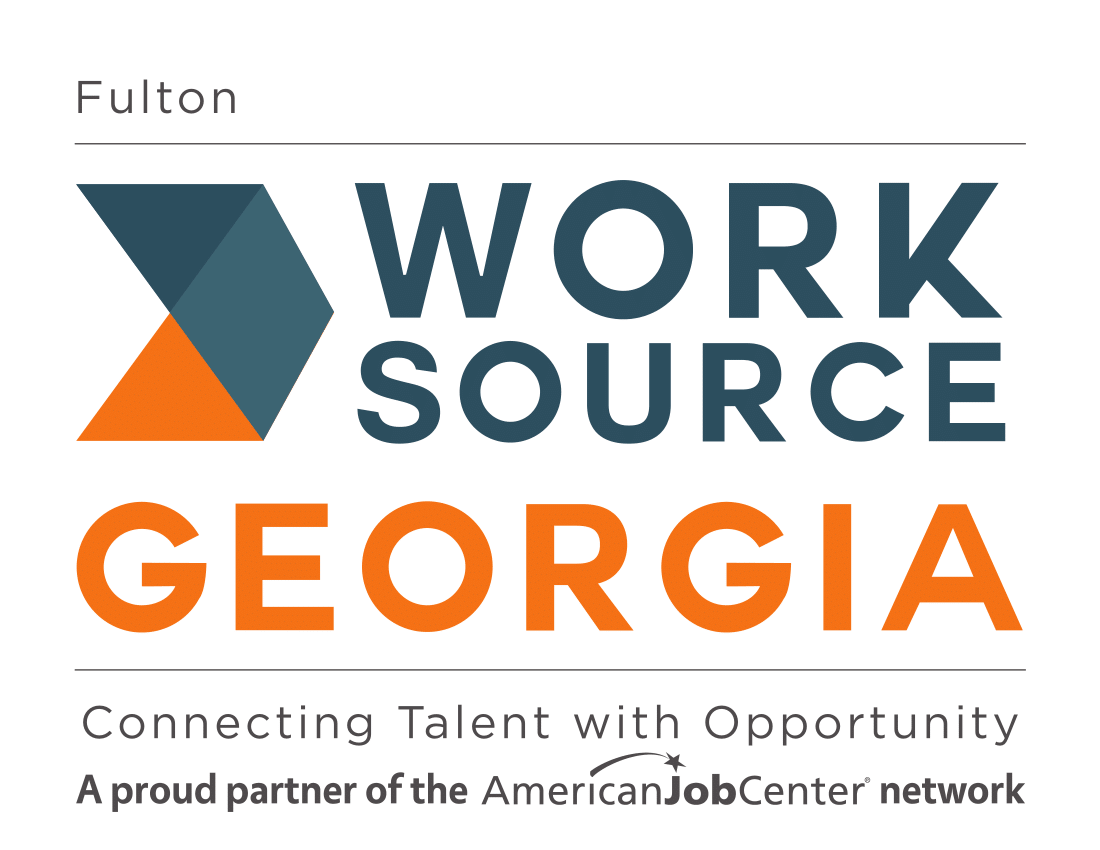 Fulton
WORK
SOURCE
GEORGIA
Connecting Talent with Opportunity
A proud partner of the AmericanJobCenter® network